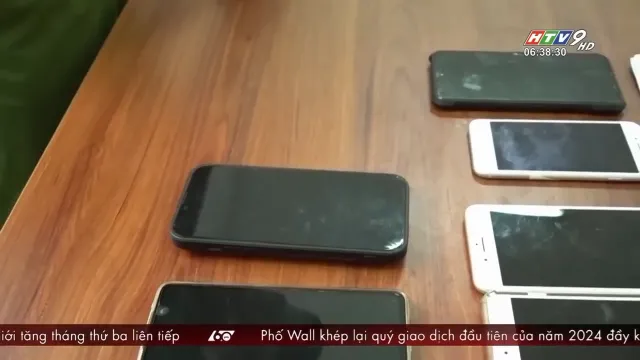 HTV9 HD
06:38:30
iới tăng tháng thứ ba liên tiếp
Phố Wall khép lại quý giao dịch đầu tiên của năm 2024 đầy k